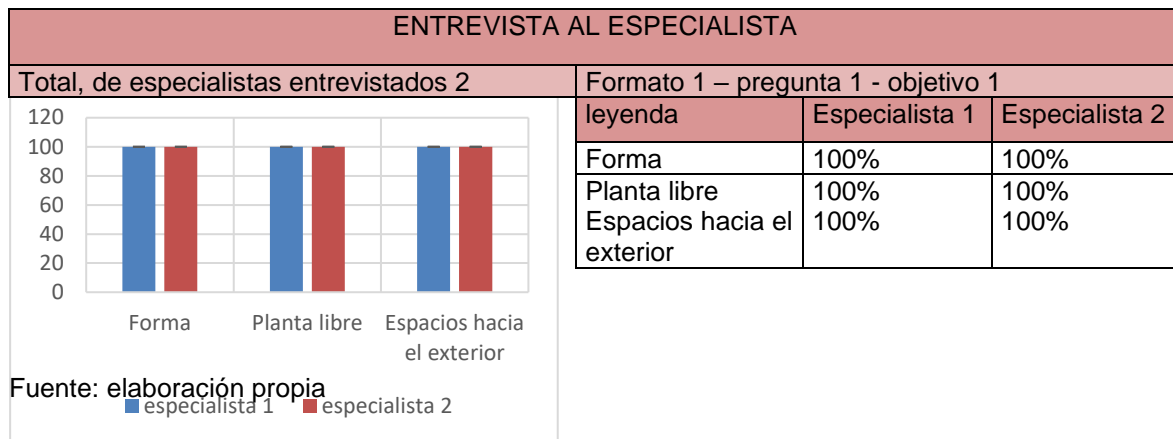 ENTREVISTA AL ESPECIALISTA
Total, de especialistas entrevistados 2
Formato 1 – pregunta 1 - objetivo 1
120
100
80
60
40
20
0
Forma
Planta libre
Espacios hacia
el exterior
especialista 1
especialista 2
leyenda
Especialista 1
Especialista 2
Forma
100%
100%
Planta libre
100%
100%
Espacios hacia el
exterior
100%
100%
Fuente: elaboración propia